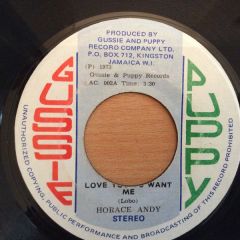 PRODUCED BY
GUSSIE AND PUPPY
RECORD COMPANY LTD.
P.O. BOX 712, KINGSTON
JAMAICA W.I.
(P) 1973
Gussie & Puppy Records
AC. 002A Time: 3:30
GUSSIE
PUPPY
LOVE WANT
ME
(Lobo)
HORACE ANDY
STEREO
UNAUTHORIZED COPYING, PUBLIC PERFORMANCE AND BROADCASTING OF THIS RECORD PROHIBITED